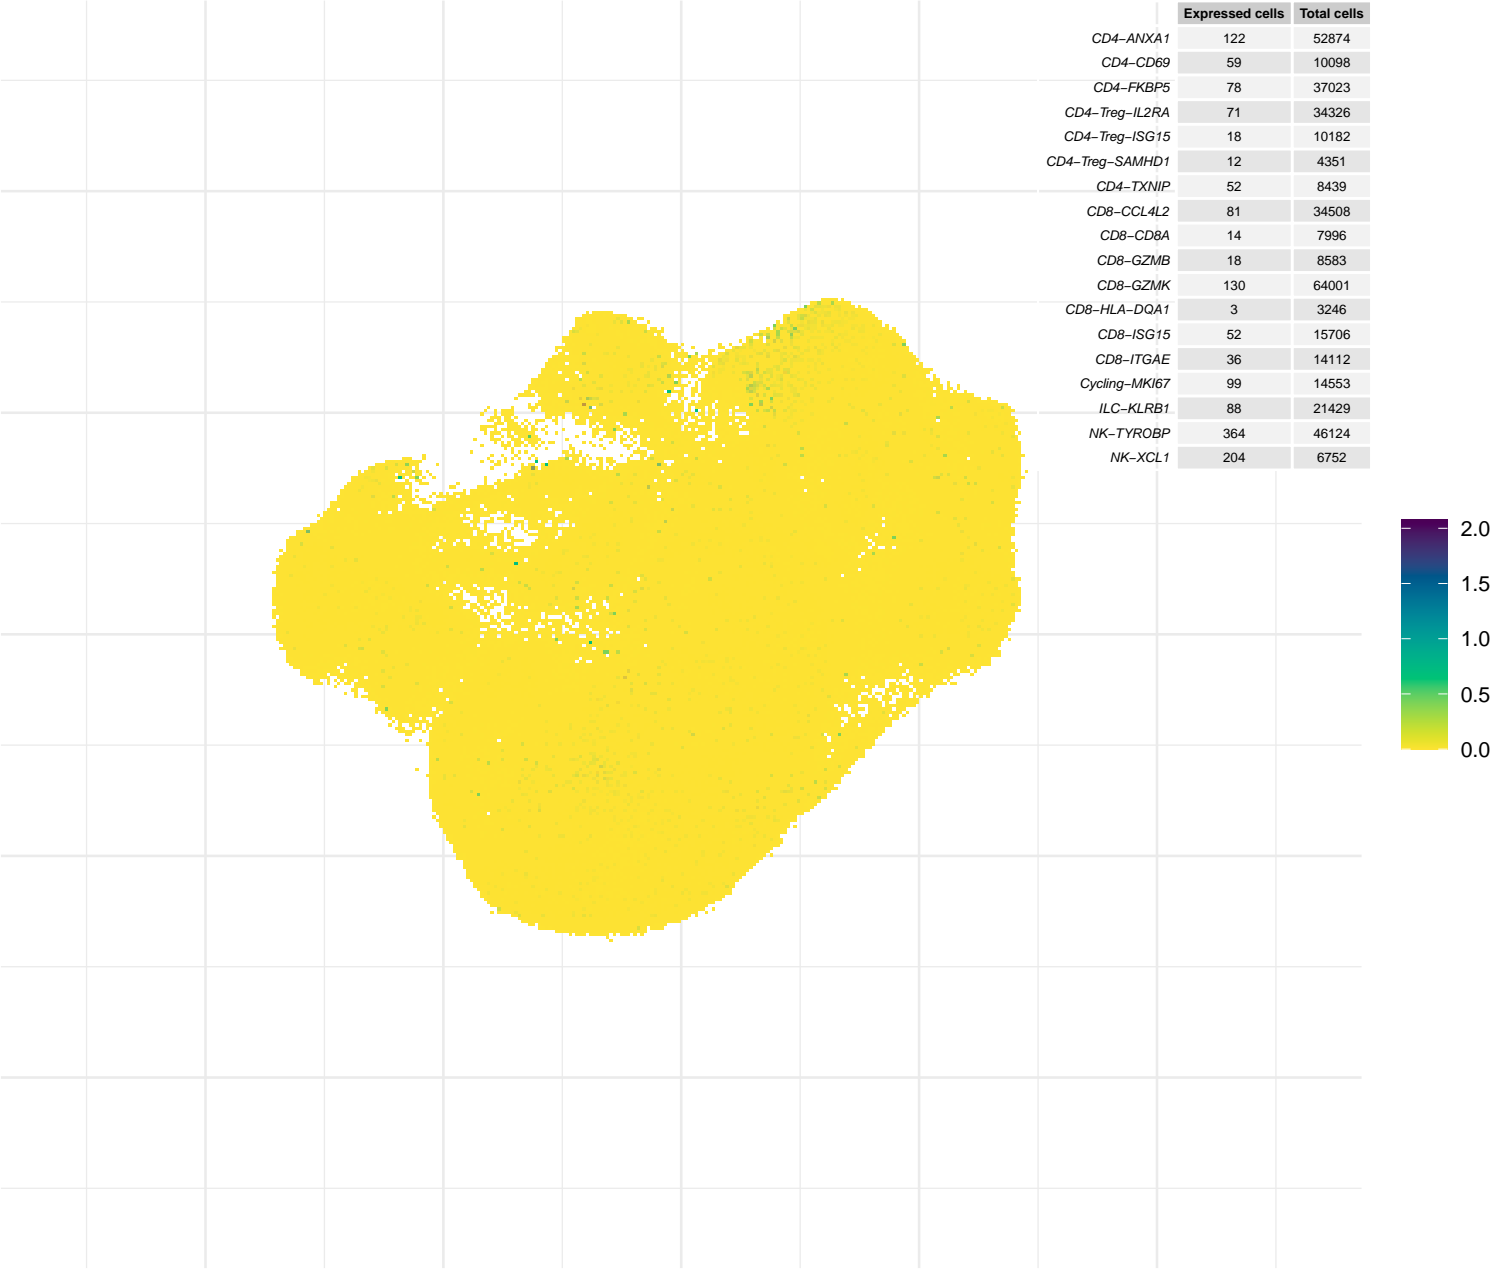 Expressed cells Total cells
CD4−ANXA1 122 52874
CD4−CD69 59 10098
CD4−FKBP5 78 37023
CD4−Treg−IL2RA 71 34326
CD4−Treg−ISG15 18 10182
CD4−Treg−SAMHD1 12 4351
CD4−TXNIP 52 8439
CD8−CCL4L2 81 34508
CD8−CD8A 14 7996
CD8−GZMB 18 8583
CD8−GZMK 130 64001
CD8−HLA−DQA1 3 3246
CD8−ISG15 52 15706
CD8−ITGAE 36 14112
Cycling−MKI67 99 14553
ILC−KLRB1 88 21429
NK−TYROBP 364 46124
NK−XCL1 204 6752
2.0
1.5
1.0
0.5
0.0